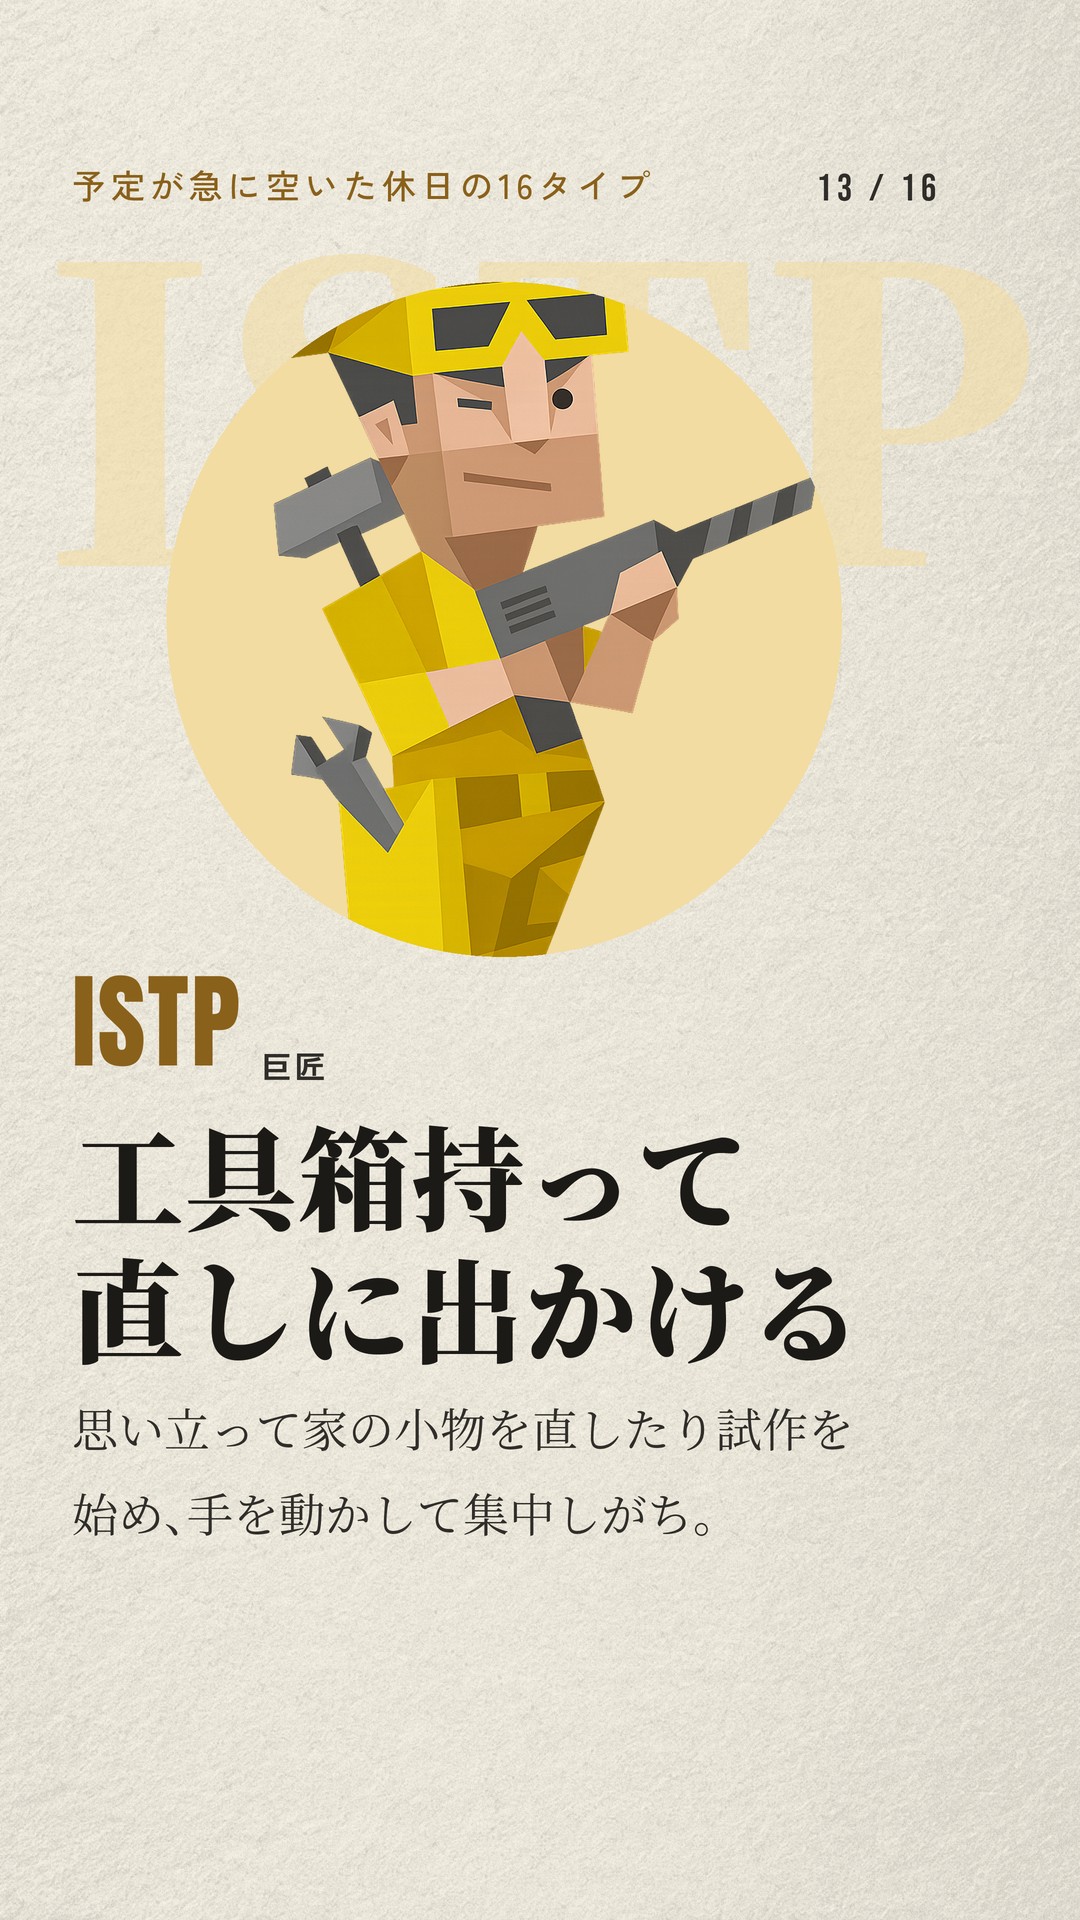 予定が急に空いた休日の16タイプ
13 / 16
ISTP
ISTP
巨匠
工具箱持って
直しに出かける
思い立って家の小物を直したり試作を
始め、手を動かして集中しがち。